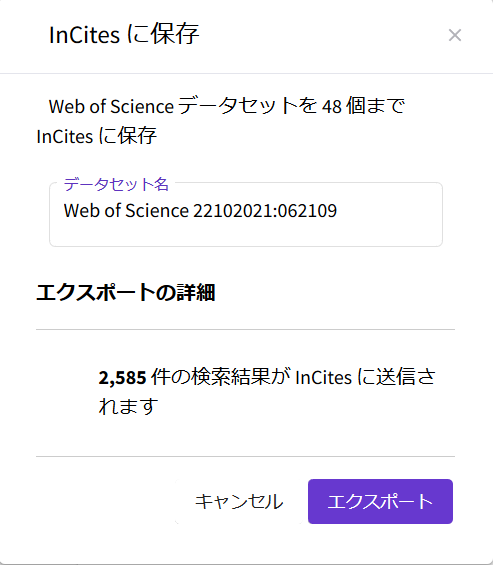 InCites に保存
Web of Science データセットを 48 個まで
InCites に保存
データセット名
Web of Science 22102021:062109
エクスポートの詳細
2,585 件の検索結果が InCites に送信さ
れます
キャンセル
エクスポート